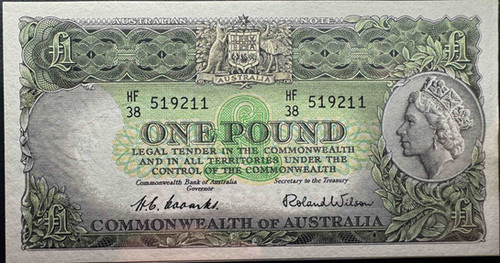 AUSTRALIAN NOTE
£1 £1
AUSTRALIA
HF 38 519211 HF 38 519211
ONE POUND
LEGAL TENDER IN THE COMMONWEALTH
AND IN ALL TERRITORIES UNDER THE
CONTROL OF THE COMMONWEALTH
Commonwealth Bank of Australia Secretary to the Treasury
Governor
H.C. Coombs. Roland Wilson
£1 £1
COMMONWEALTH OF AUSTRALIA